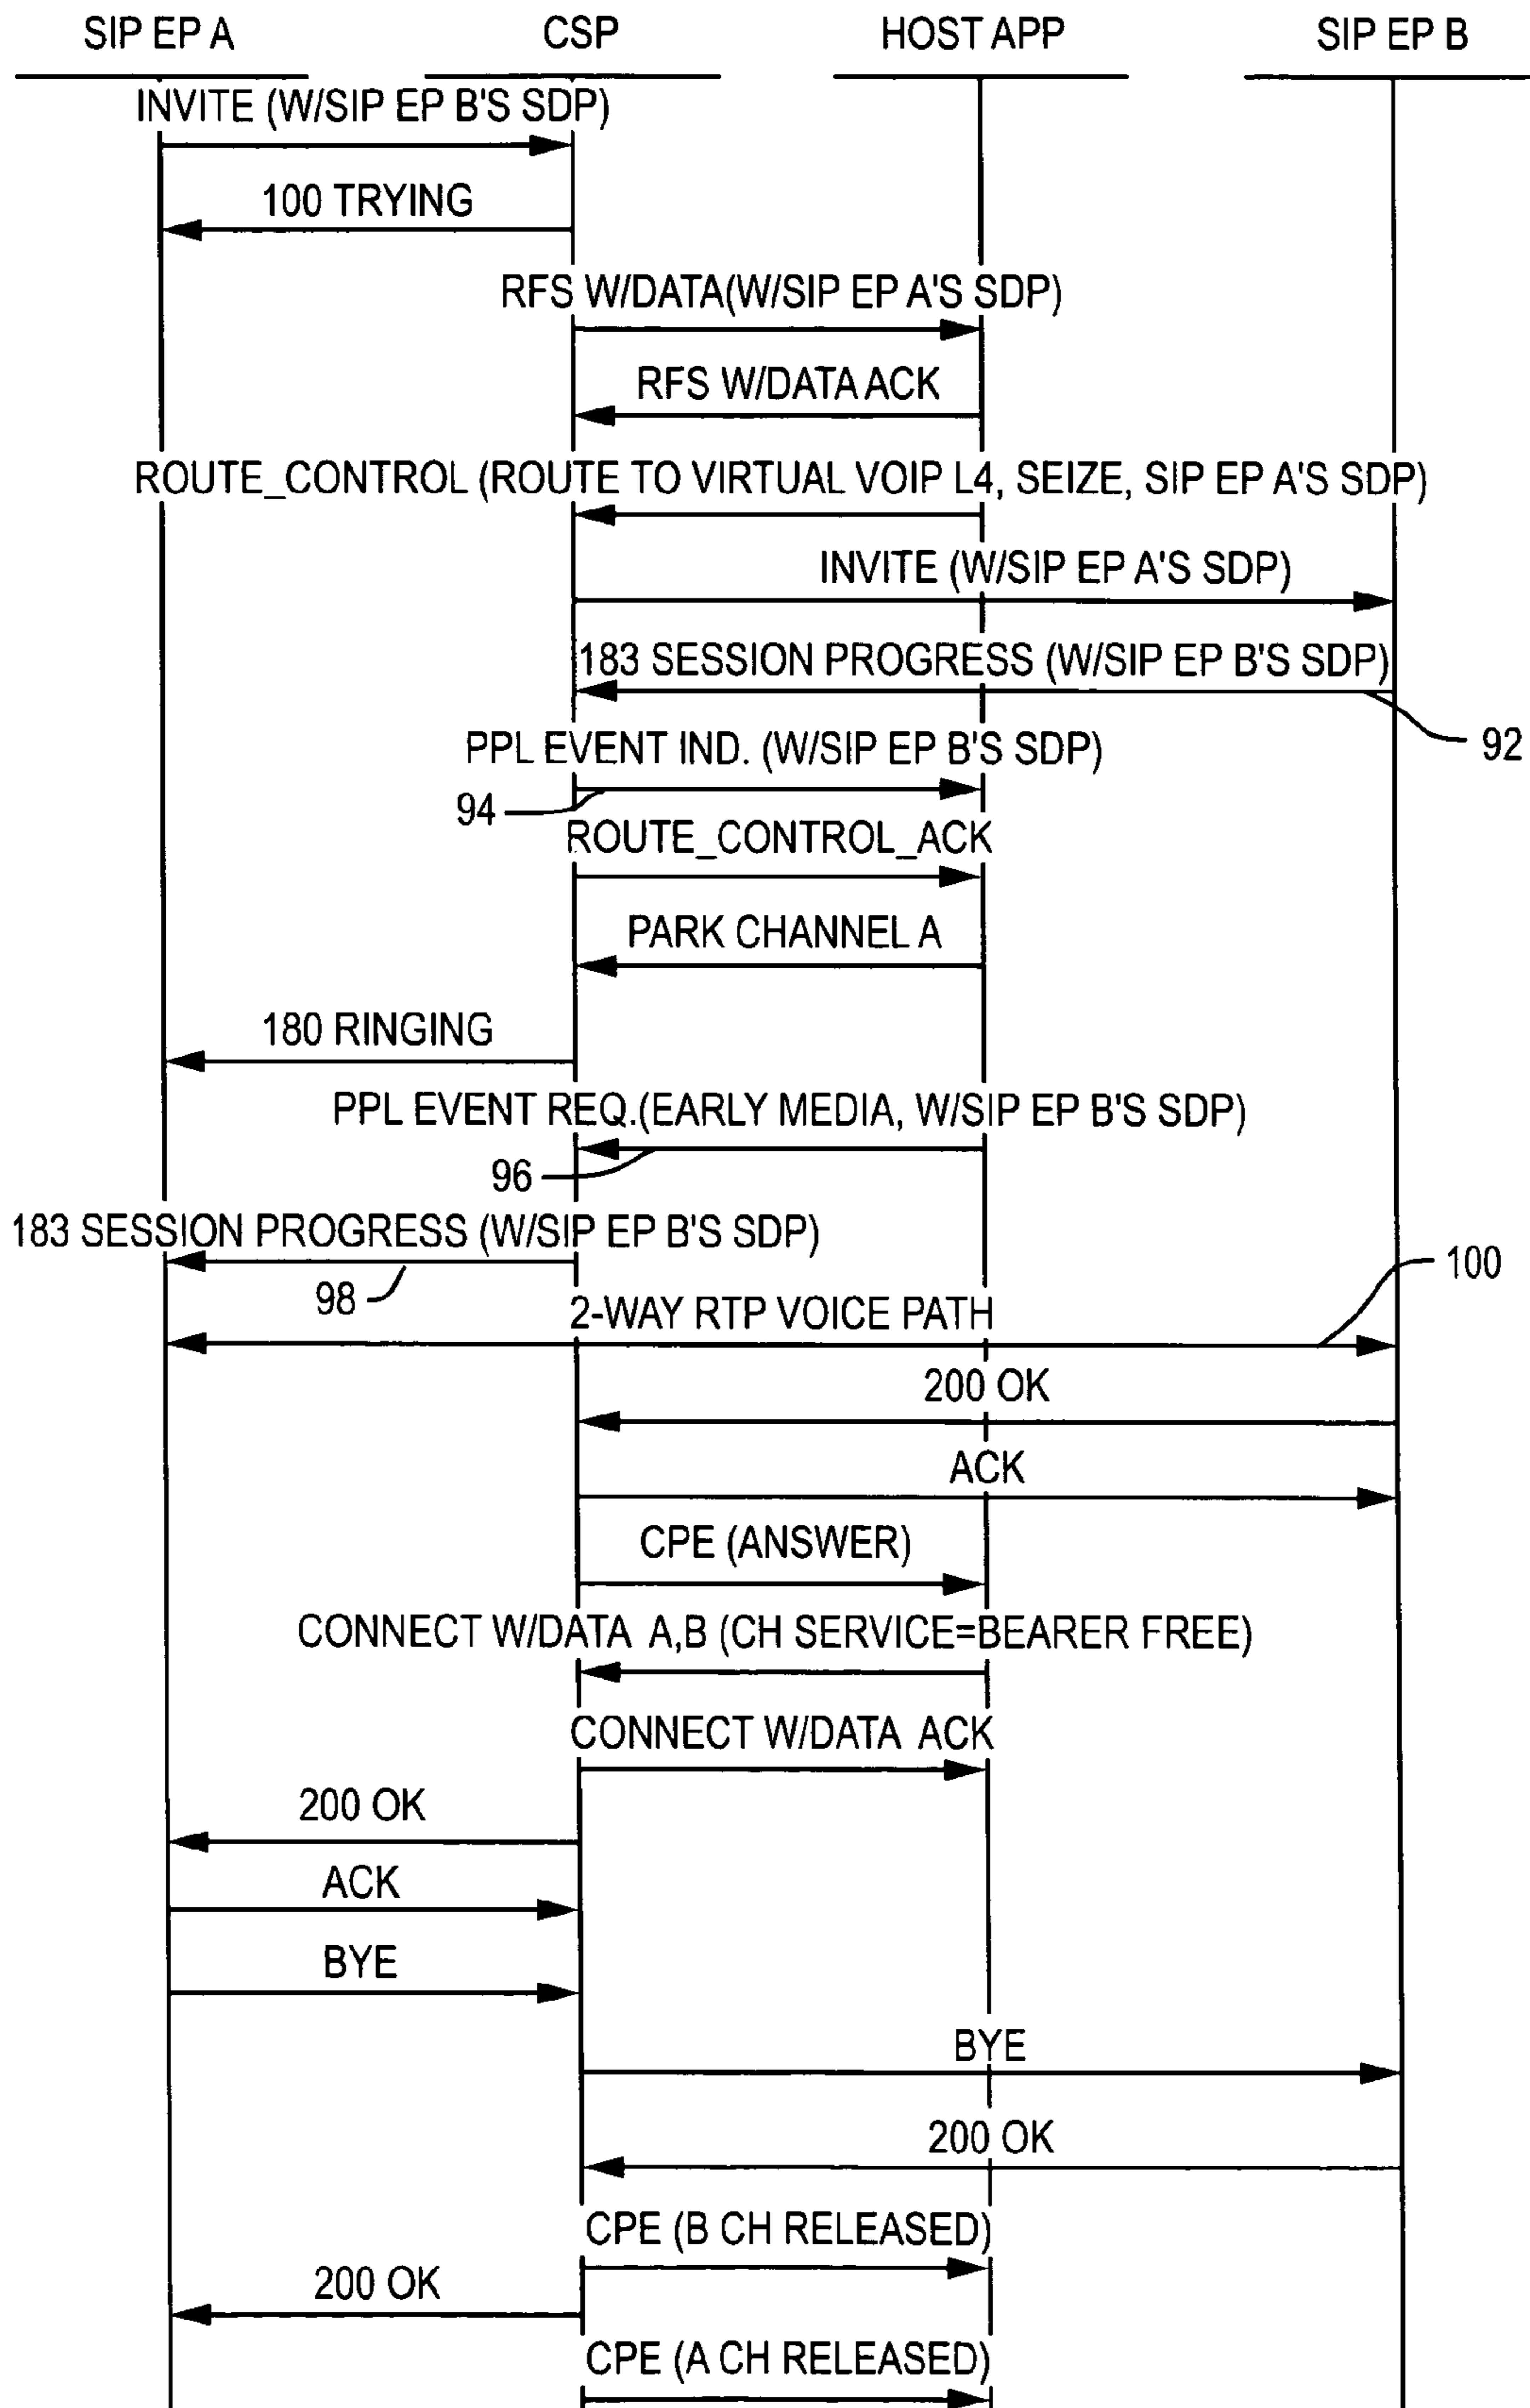 SIP EP A
CSP
HOST APP
SIP EP B
INVITE (W/SIP EP B'S SDP)
100 TRYING
RFS W/DATA(W/SIP EP A'S SDP)
RFS W/DATA ACK
ROUTE_CONTROL (ROUTE TO VIRTUAL VOIP L4, SEIZE, SIP EP A'S SDP)
INVITE (W/SIP EP A'S SDP)
183 SESSION PROGRESS (W/SIP EP B'S SDP)
92
PPL EVENT IND. (W/SIP EP B'S SDP)
94
ROUTE_CONTROL_ACK
PARK CHANNEL A
180 RINGING
PPL EVENT REQ.(EARLY MEDIA, W/SIP EP B'S SDP)
96
183 SESSION PROGRESS (W/SIP EP B'S SDP)
98
100
2-WAY RTP VOICE PATH
200 OK
ACK
CPE (ANSWER)
CONNECT W/DATA A,B (CH SERVICE=BEARER FREE)
CONNECT W/DATA ACK
200 OK
ACK
BYE
BYE
200 OK
CPE (B CH RELEASED)
200 OK
CPE (A CH RELEASED)